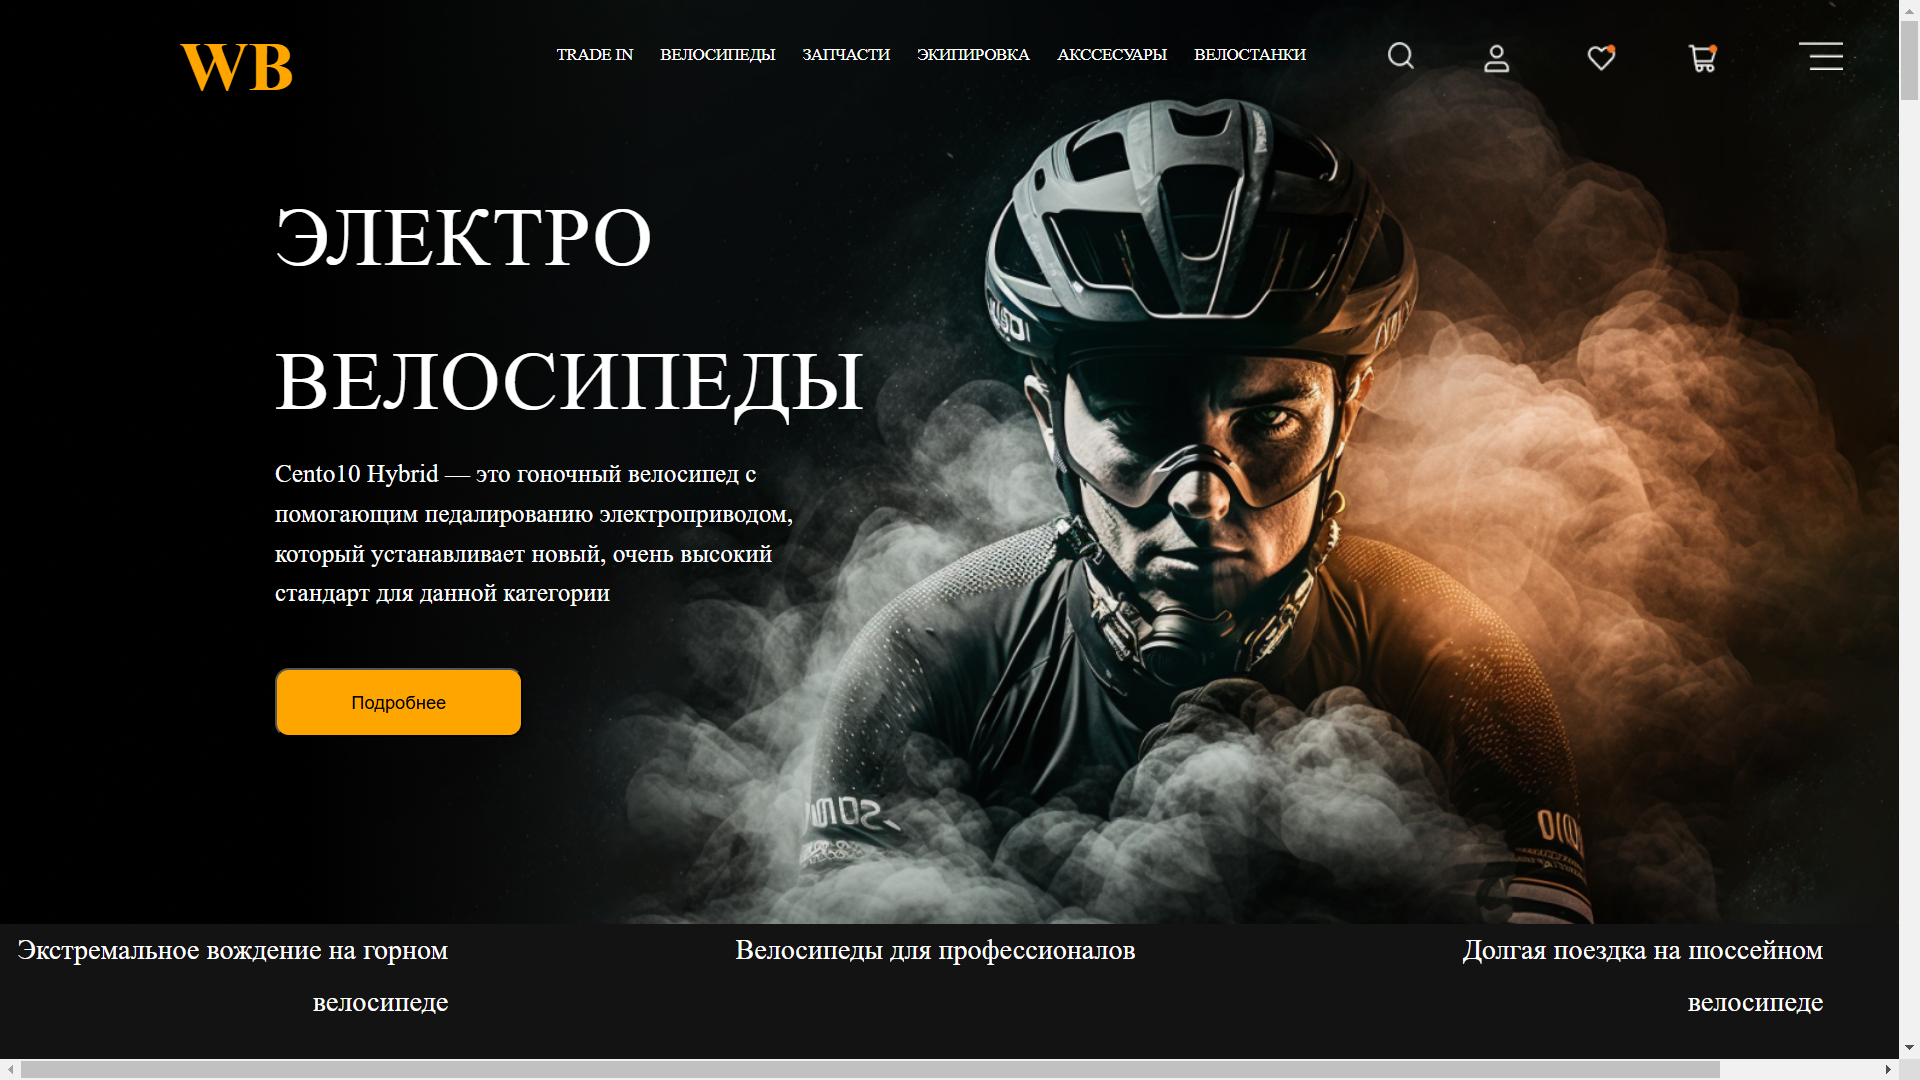 WB
TRADE IN ВЕЛОСИПЕДЫ ЗАПЧАСТИ ЭКИПИРОВКА АКССЕСУАРЫ ВЕЛОСТАНКИ
ЭЛЕКТРО
ВЕЛОСИПЕДЫ
Cento10 Hybrid — это гоночный велосипед с
помогающим педалированию электроприводом,
который устанавливает новый, очень высокий
стандарт для данной категории
Подробнее
Экстремальное вождение на горном
велосипеде
Велосипеды для профессионалов
Долгая поездка на шоссейном
велосипеде